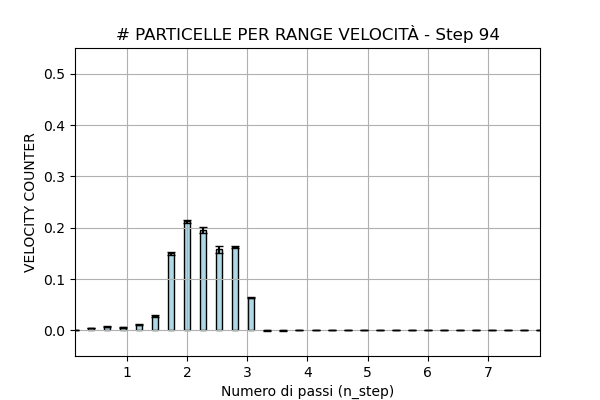 # PARTICELLE PER RANGE VELOCITÀ - Step 94
VELOCITY COUNTER
0.5
0.4
0.3
0.2
0.1
0.0
1 2 3 4 5 6 7
Numero di passi (n_step)